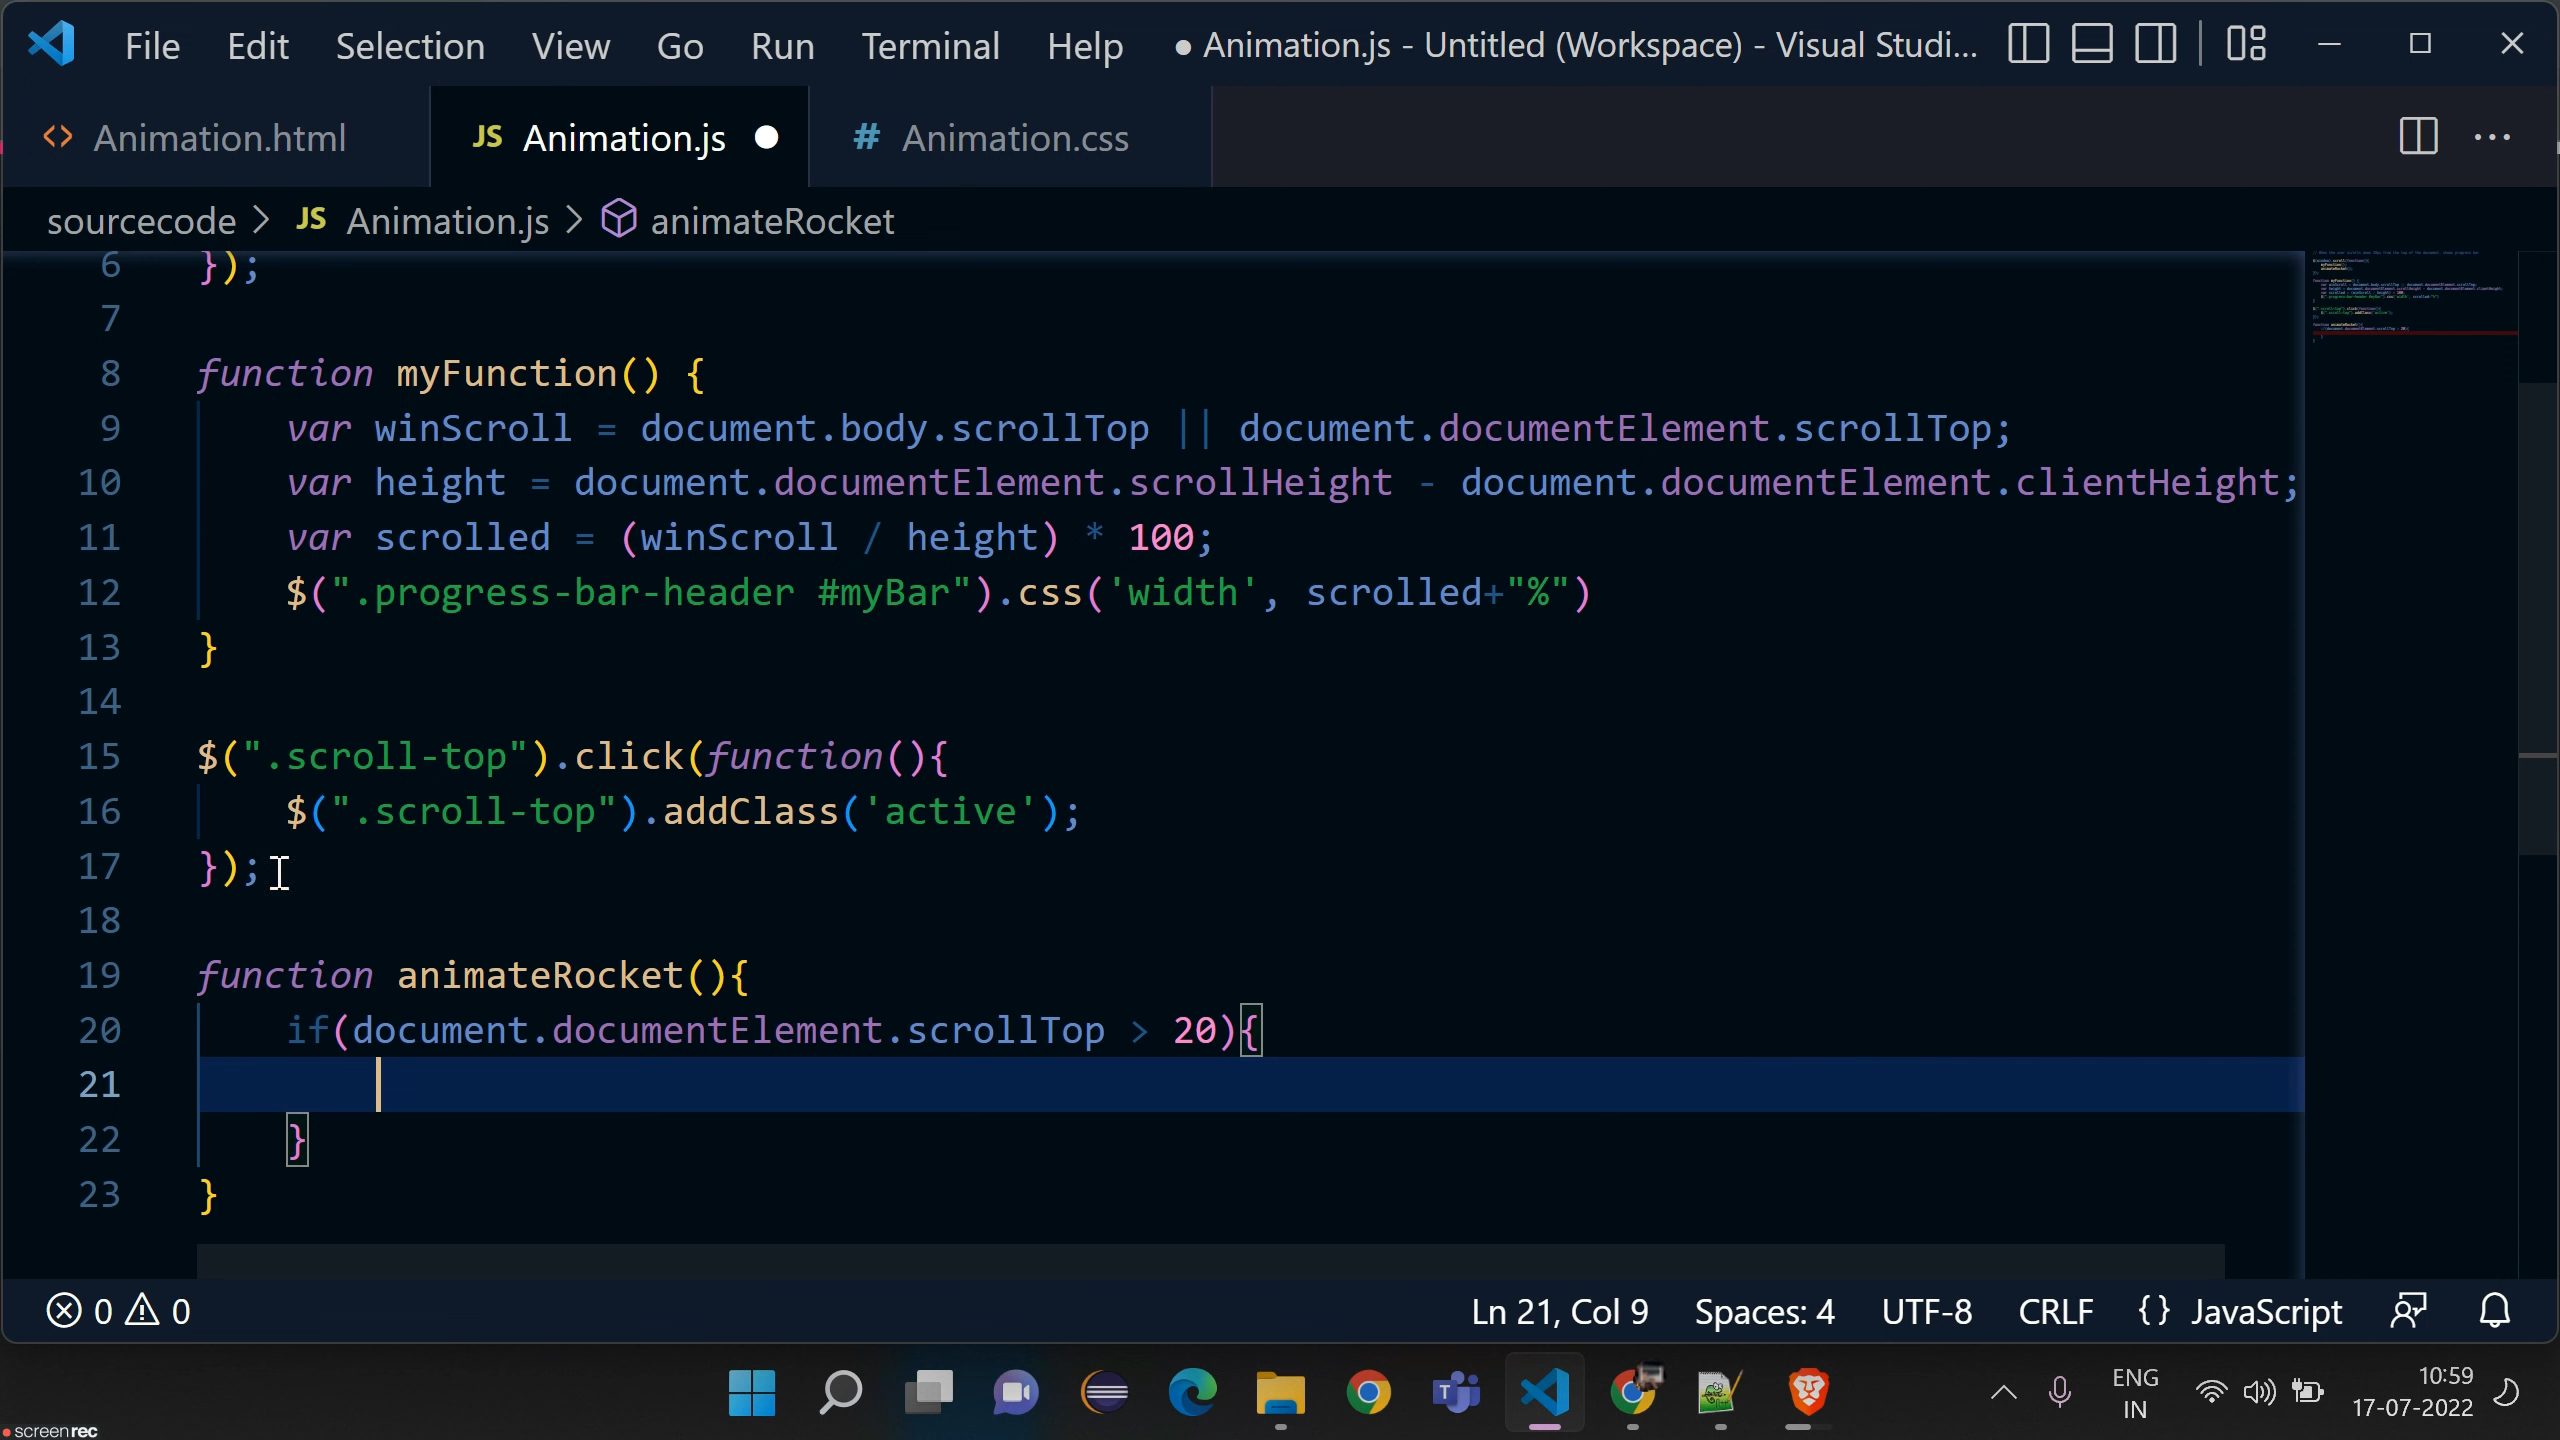 File Edit Selection View Go Run Terminal Help ● Animation.js - Untitled (Workspace) - Visual Studi...
<> Animation.html JS Animation.js ● # Animation.css ...
sourcecode > JS Animation.js > animateRocket
6 });
7
8 function myFunction() {
9 var winScroll = document.body.scrollTop || document.documentElement.scrollTop;
10 var height = document.documentElement.scrollHeight - document.documentElement.clientHeight;
11 var scrolled = (winScroll / height) * 100;
12 $(".progress-bar-header #myBar").css('width', scrolled+"%")
13 }
14
15 $(".scroll-top").click(function(){
16 $(".scroll-top").addClass('active');
17 });
18
19 function animateRocket(){
20 if(document.documentElement.scrollTop > 20){
21
22 }
23 }
0 0 Ln 21, Col 9 Spaces: 4 UTF-8 CRLF {} JavaScript
ENG 10:59
IN 17-07-2022
screenrec